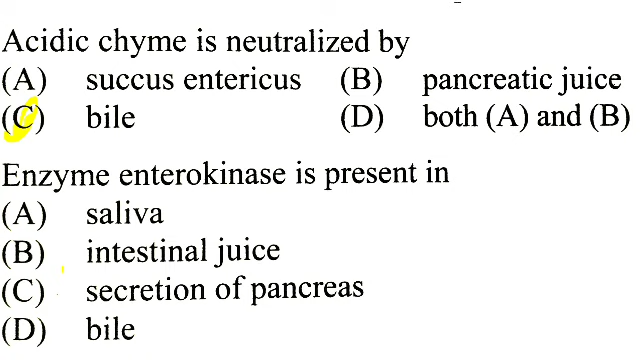 Acidic chyme is neutralized by
(A) succus entericus (B) pancreatic juice
(C) bile (D) both (A) and (B)
Enzyme enterokinase is present in
(A) saliva
(B) intestinal juice
(C) secretion of pancreas
(D) bile